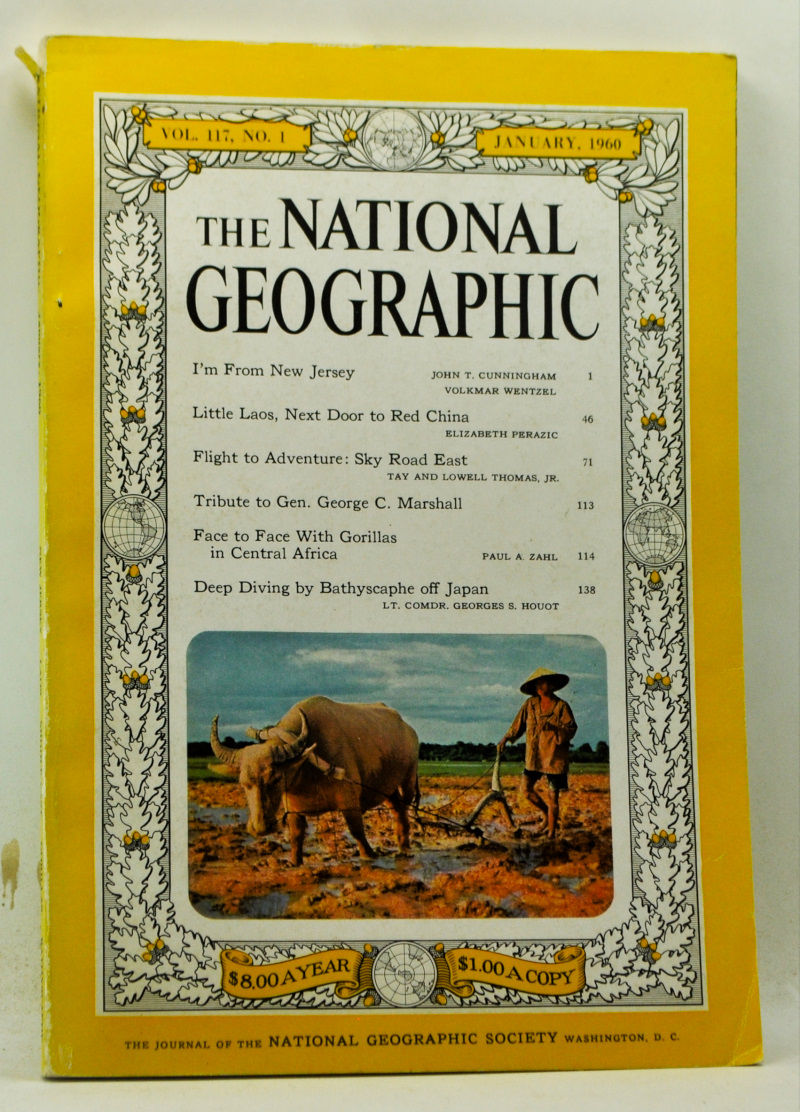 VOL. 117, NO. 1
JANUARY, 1960
THE NATIONAL
GEOGRAPHIC
I'm From New Jersey JOHN T. CUNNINGHAM 1
VOLKMAR WENTZEL
Little Laos, Next Door to Red China 46
ELIZABETH PERAZIC
Flight to Adventure: Sky Road East 71
TAY AND LOWELL THOMAS, JR.
Tribute to Gen. George C. Marshall 113
Face to Face With Gorillas
in Central Africa PAUL A. ZAHL 114
Deep Diving by Bathyscaphe off Japan 138
LT. COMDR. GEORGES S. HOUOT
$8.00 A YEAR
$1.00 A COPY
THE JOURNAL OF THE NATIONAL GEOGRAPHIC SOCIETY WASHINGTON, D. C.